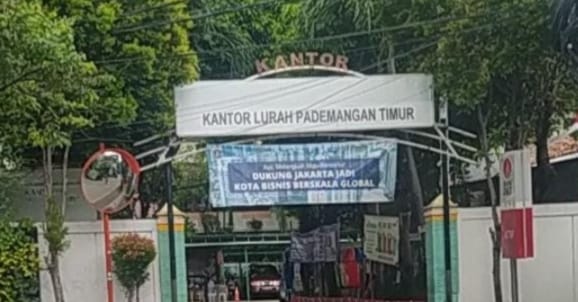 KANTOR
KANTOR LURAH PADEMANGAN TIMUR
DUKUNG JAKARTA JADI
KOTA BISNIS BERSKALA GLOBAL